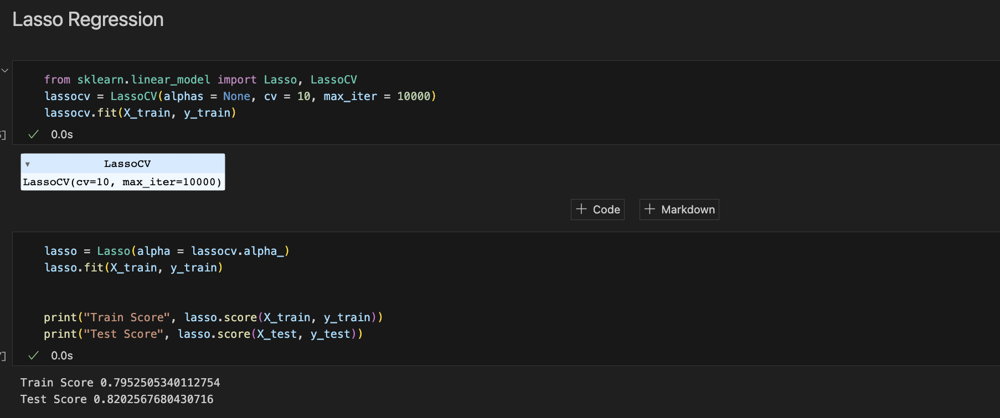 Lasso Regression
from sklearn.linear_model import Lasso, LassoCV
lassocv = LassoCV(alphas = None, cv = 10, max_iter = 10000)
lassocv.fit(X_train, y_train)
✓ 0.0s
LassoCV
LassoCV(cv=10, max_iter=10000)
+ Code + Markdown
lasso = Lasso(alpha = lassocv.alpha_)
lasso.fit(X_train, y_train)
print("Train Score", lasso.score(X_train, y_train))
print("Test Score", lasso.score(X_test, y_test))
✓ 0.0s
Train Score 0.7952505340112754
Test Score 0.8202567680430716